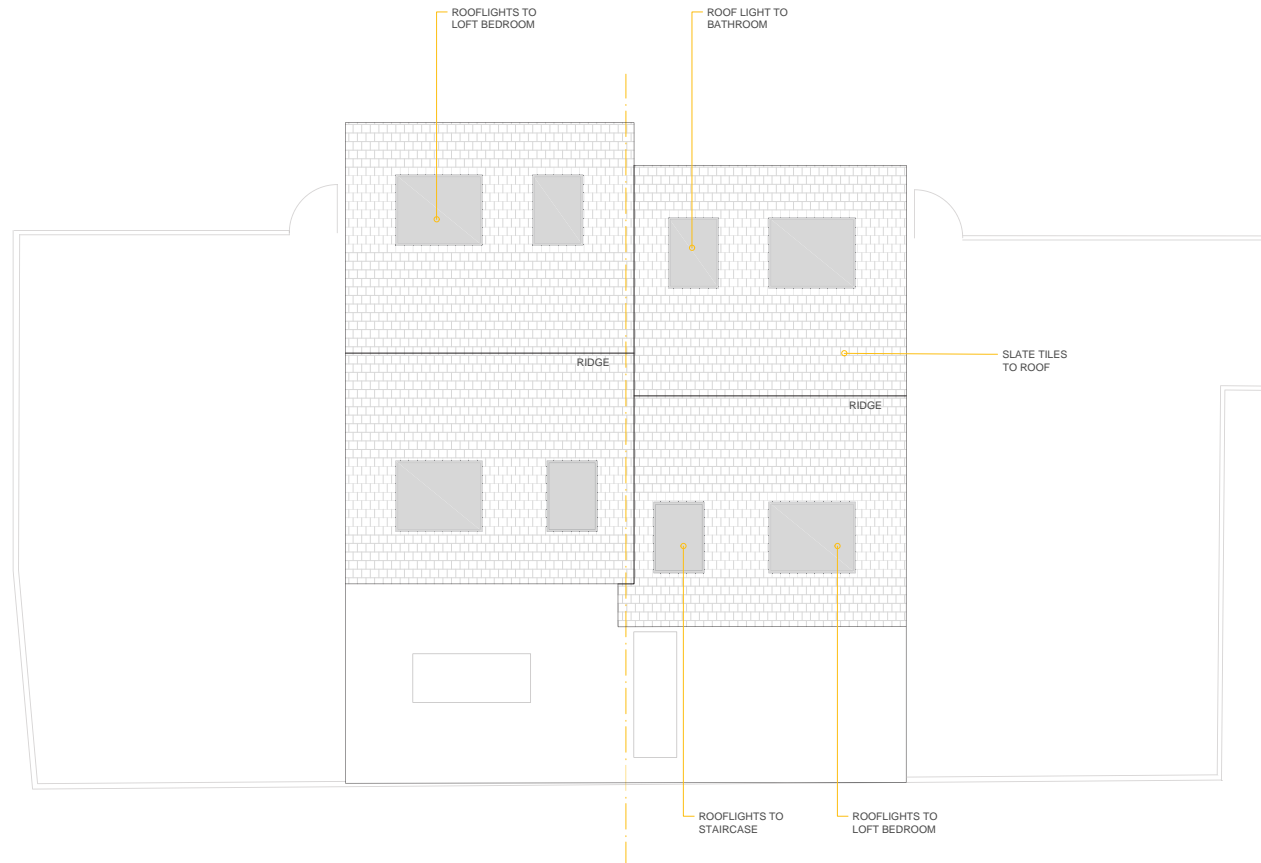 ROOFLIGHTS TO
LOFT BEDROOM
ROOF LIGHT TO
BATHROOM
RIDGE
SLATE TILES
TO ROOF
RIDGE
ROOFLIGHTS TO
STAIRCASE
ROOFLIGHTS TO
LOFT BEDROOM